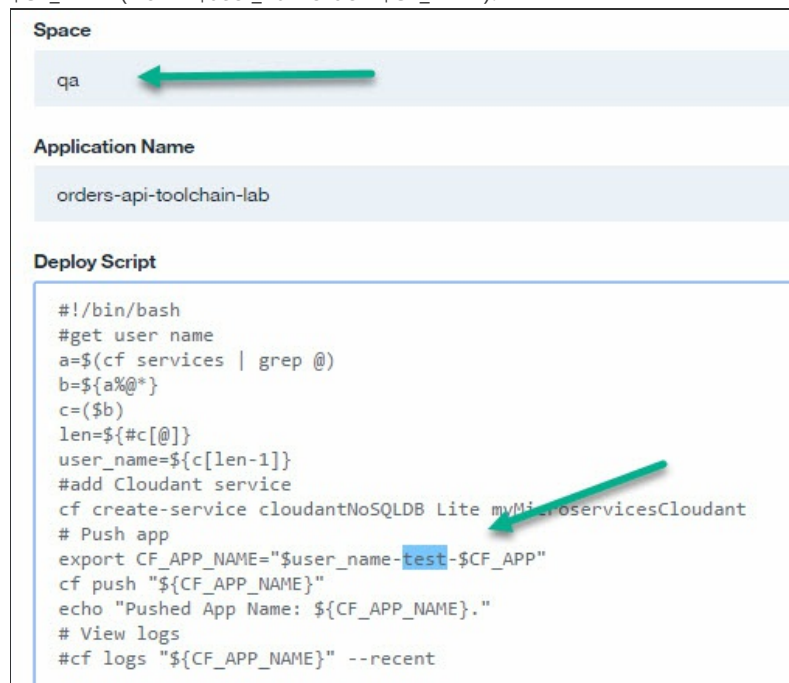 Space
qa
Application Name
orders-api-toolchain-lab
Deploy Script
#!/bin/bash
#get user name
a=$(cf services | grep @)
b=${a%@*}
c=($b)
len=${#c[@]}
user_name=${c[len-1]}
#add Cloudant service
cf create-service cloudantNoSQLDB Lite myMicroservicesCloudant
# Push app
export CF_APP_NAME="$user_name-test-$CF_APP"
cf push "${CF_APP_NAME}"
echo "Pushed App Name: ${CF_APP_NAME}."
# View logs
#cf logs "${CF_APP_NAME}" --recent